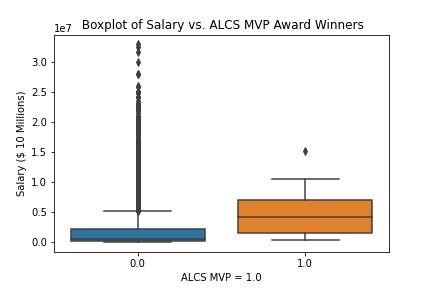 Boxplot of Salary vs. ALCS MVP Award Winners
1e7
3.0
2.5
2.0
1.5
1.0
0.5
0.0
Salary ($ 10 Millions)
0.0 1.0
ALCS MVP = 1.0